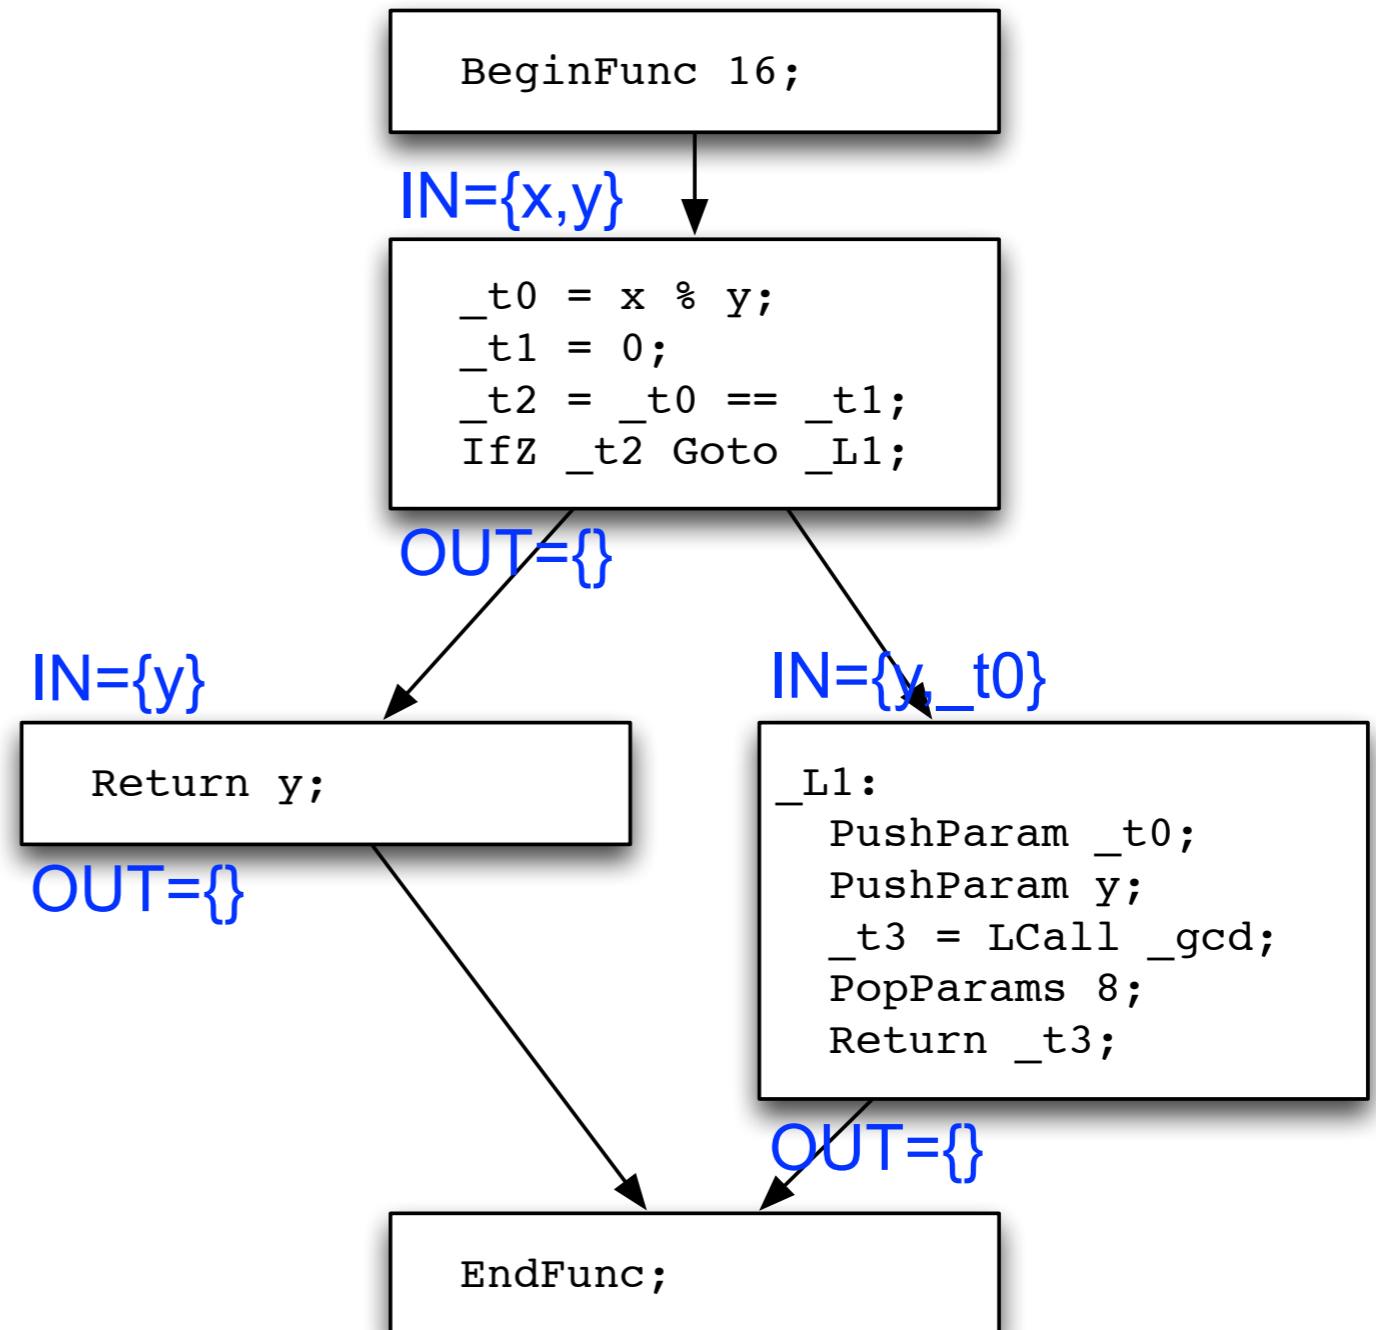 BeginFunc 16;
IN={x,y}
_t0 = x % y;
_t1 = 0;
_t2 = _t0 == _t1;
IfZ _t2 Goto _L1;
OUT={}
IN={y}
Return y;
OUT={}
IN={y,_t0}
_L1:
PushParam _t0;
PushParam y;
_t3 = LCall _gcd;
PopParams 8;
Return _t3;
OUT={}
EndFunc;